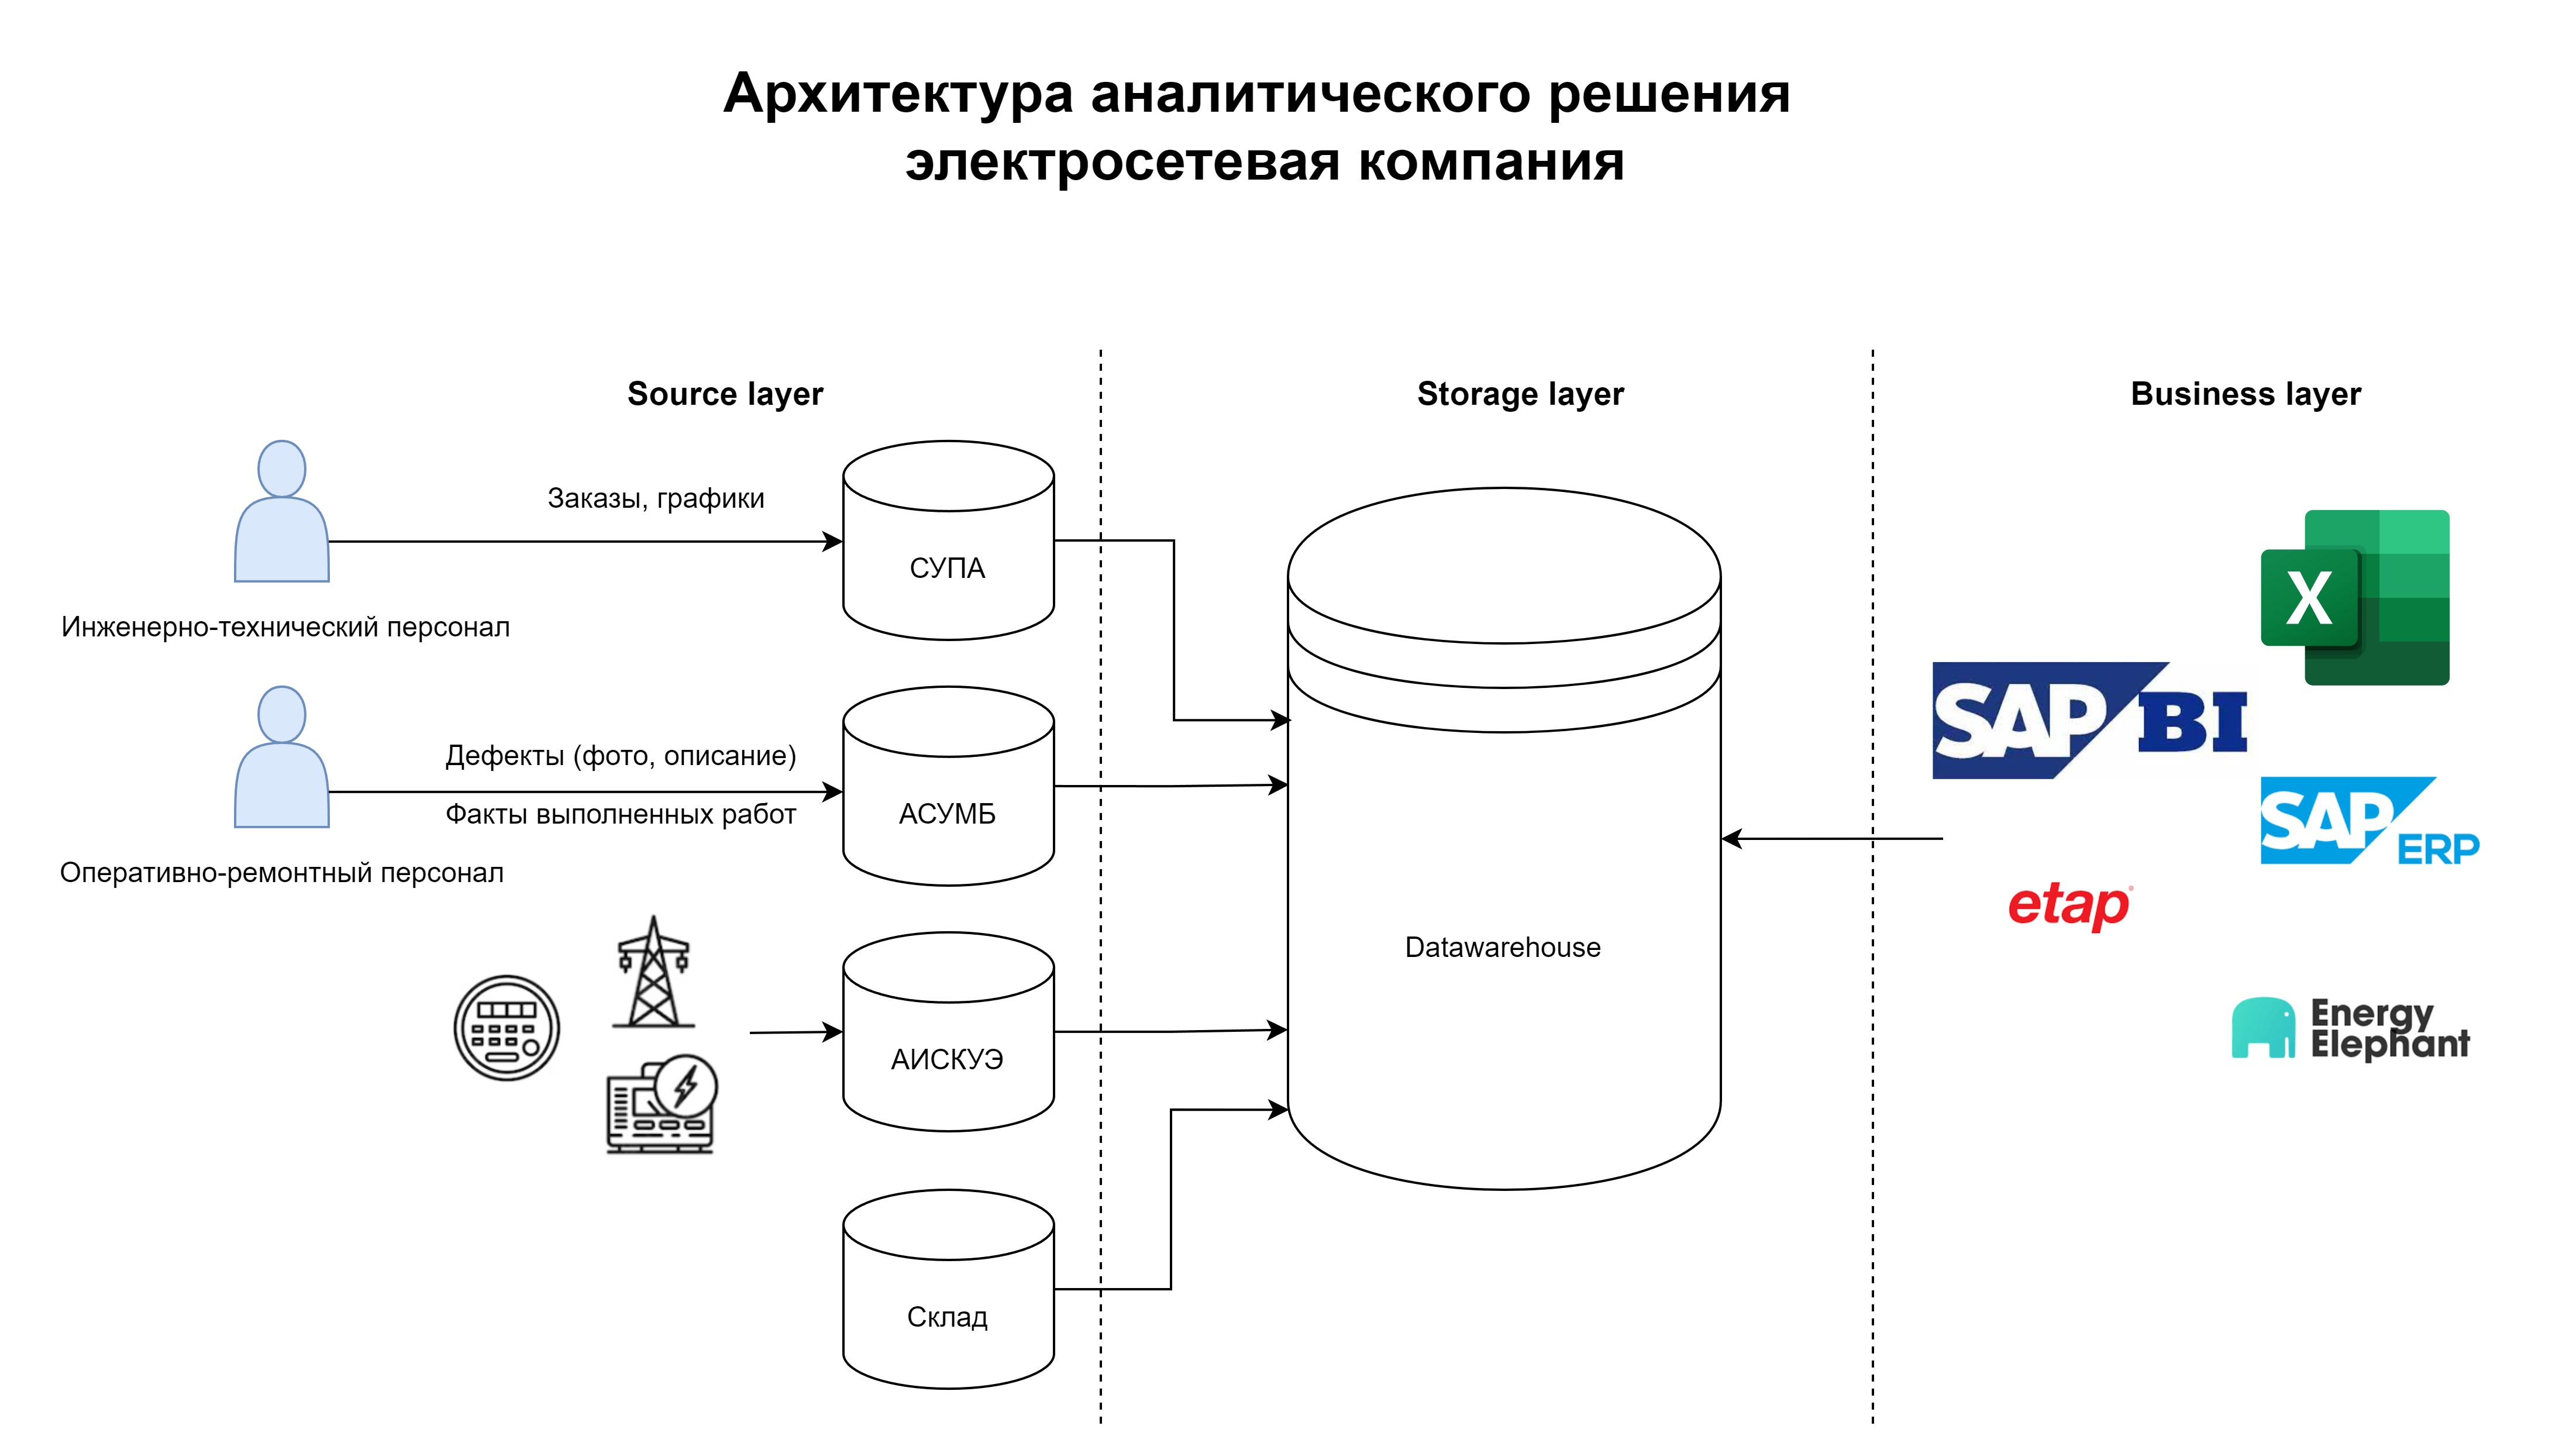 Архитектура аналитического решения
электросетевая компания
Source layer
Storage layer
Business layer
Заказы, графики
СУПА
Инженерно-технический персонал
Дефекты (фото, описание)
Факты выполненных работ
АСУМБ
Оперативно-ремонтный персонал
АИСКУЭ
Склад
Datawarehouse
X
SAP BI
SAP ERP
etap
Energy
Elephant